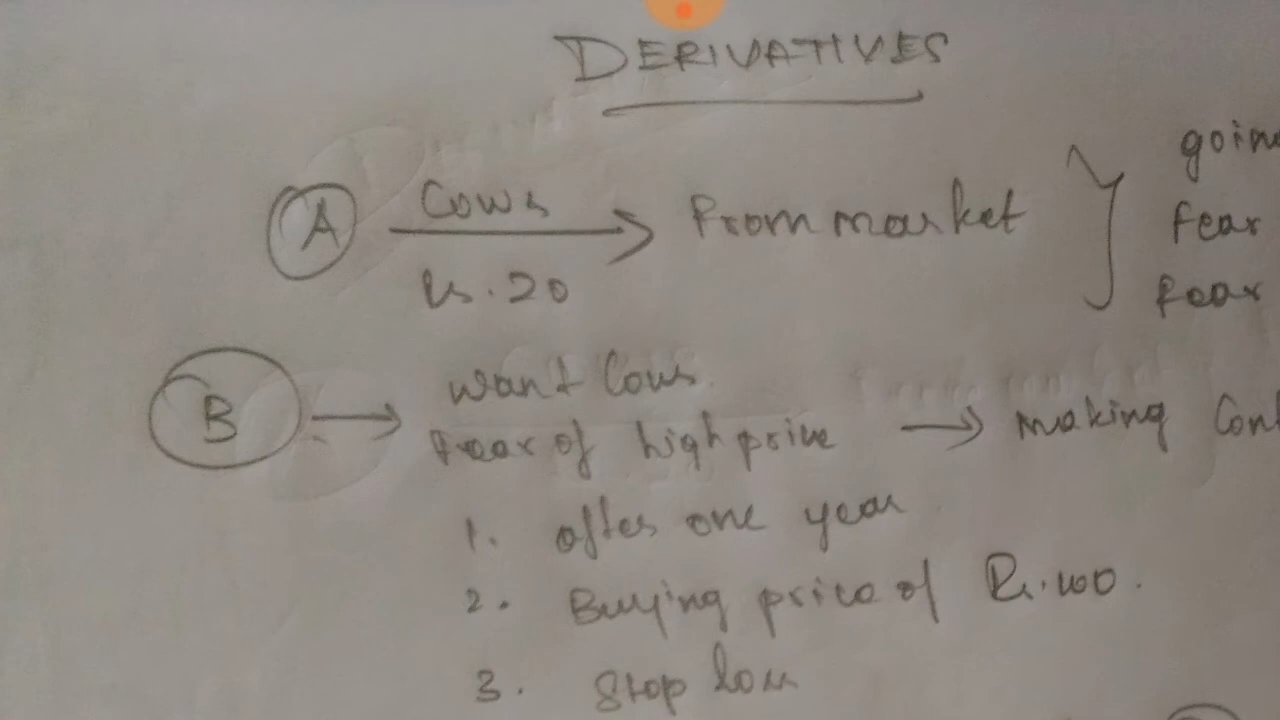 DERIVATIVES
A Cows From market goin
Rs. 20 fear
fear
B want Cows
fear of high price making Con
1. after one year
2. Buying price of Rs. 100.
3. Stop loss